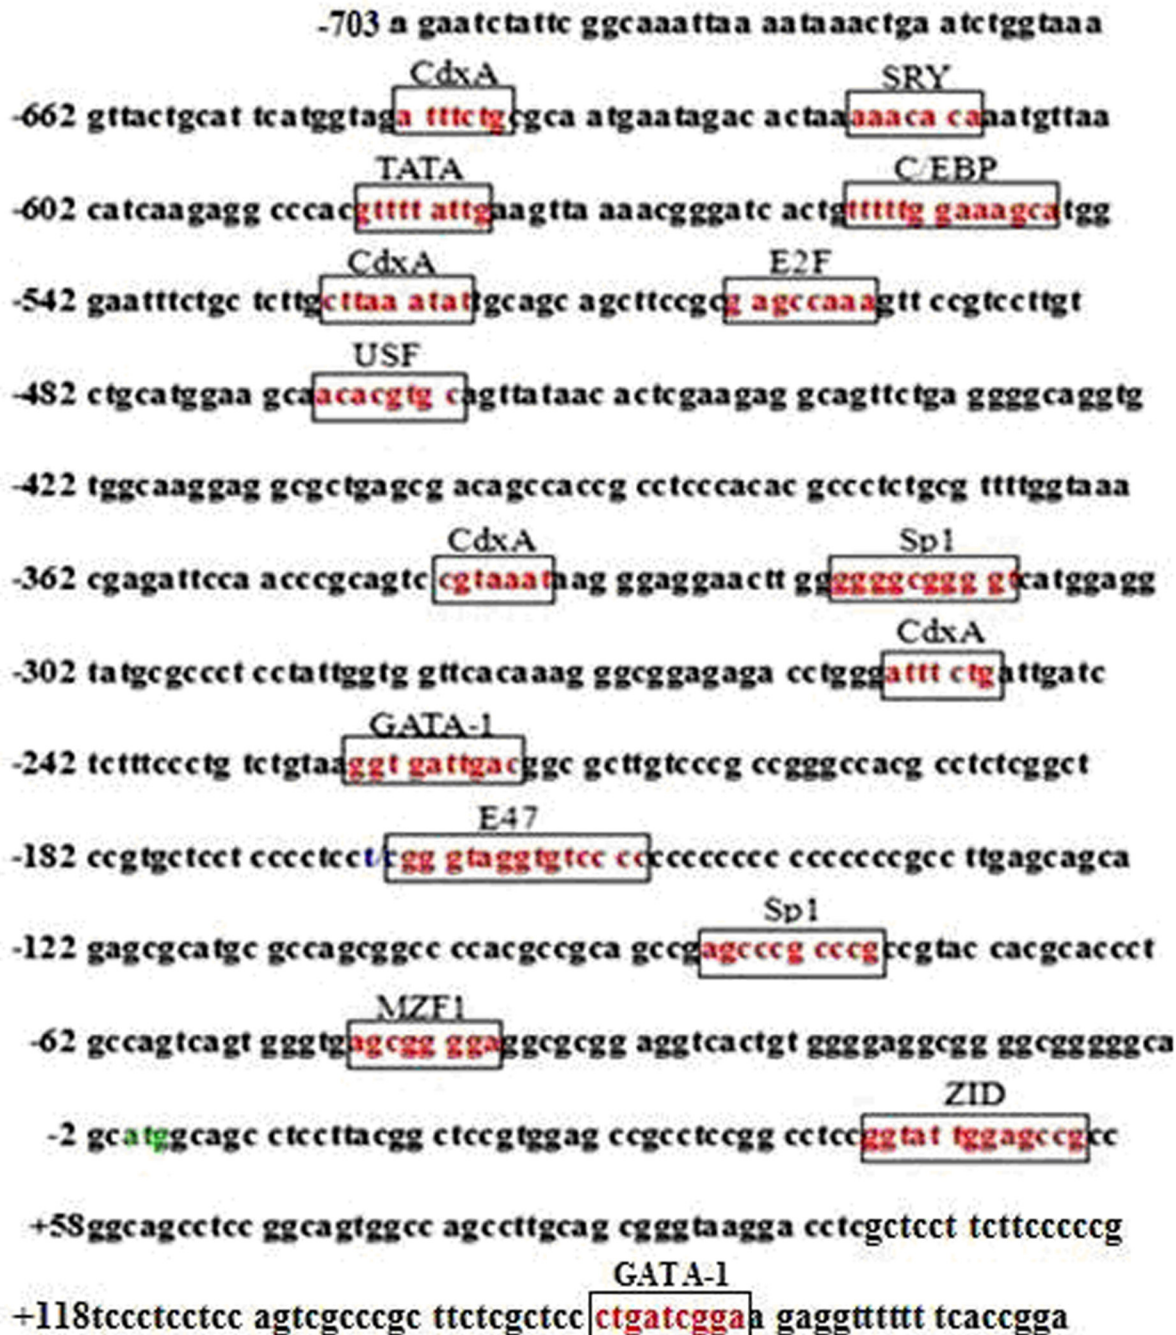 -703 a gaatctattc ggcaaattaa aataaactga atctggtaaa
CdxA SRY
-662 gttactgcat tcatggtaga tttctgcgca atgaatagac actaaaaaca caaatgttaa
TATA C/EBP
-602 catcaagagg cccacgtttt attgaagtta aaacgggatc actgtttttg gaaagcatgg
CdxA E2F
-542 gaatttctgc tcttgcttaa atattgcagc agcttccgcg agccaaagtt ccgtccttgt
USF
-482 ctgcatggaa gcaacacgtg cagttataac actcgaagag gcagttctga ggggcaggtg
-422 tggcaaggag gcgctgagcg acagccaccg cctcccacac gccctctgcg ttttggtaaa
CdxA Sp1
-362 cgagattcca acccgcagtc cgtaaataag ggaggaactt ggggggcggg gtcatggagg
CdxA
-302 tatgcgccct cctattggtg gttcacaaag ggcggagaga cctgggattt ctgattgatc
GATA-1
-242 tctttccctg tctgtaaggt gattgacggc gcttgtcccg ccgggccacg cctctcggct
E47
-182 ccgtgctcct cccctcct/cgg gtaggtgtcc cccccccccc cccccccgcc ttgagcagca
Sp1
-122 gagcgcatgc gccagcggcc ccacgccgca gccgagcccg cccgccgtac cacgcaccct
MZF1
-62 gccagtcagt gggtgagcgg ggaggcgcgg aggtcactgt ggggaggcgg ggcgggggca
ZID
-2 gcatggcagc ctccttacgg ctccgtggag ccgcctccgg cctccggtat tggagccgcc
+58ggcagcctcc ggcagtggcc agccttgcag cgggtaagga cctcgctcct tcttcccccg
GATA-1
+118tccctcctcc agtcgcccgc ttctcgctcc ctgatcggaa gaggtttttt tcaccgga